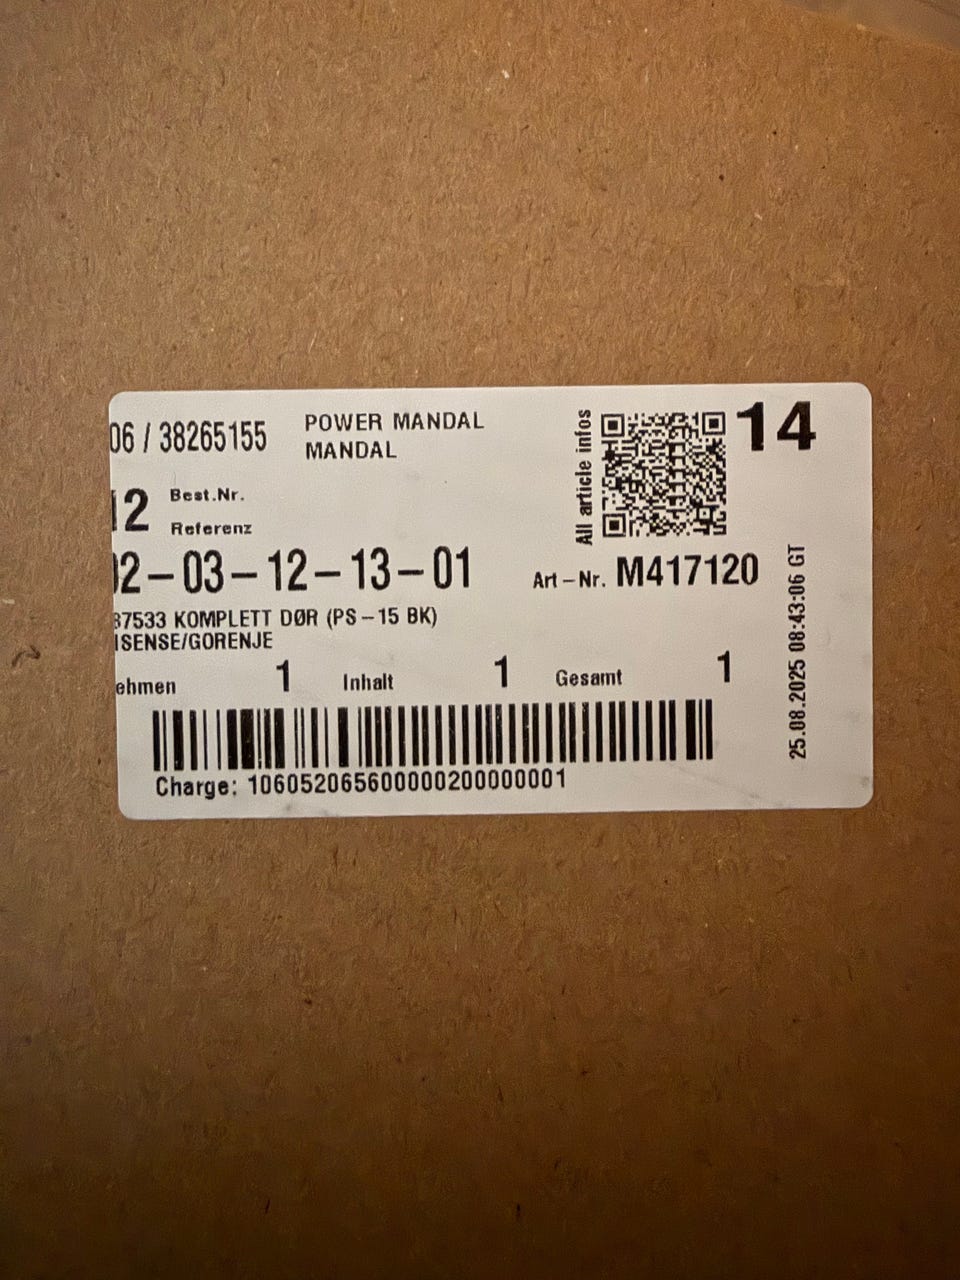 06 / 38265155
POWER MANDAL
MANDAL
All article infos
14
12
Best.Nr.
Referenz
02-03-12-13-01
Art-Nr. M417120
37533 KOMPLETT DØR (PS-15 BK)
ISENSE/GORENJE
ehmen 1 Inhalt 1 Gesamt 1
Charge: 1060520656000000200000001
25.08.2025 08:43:06 GT